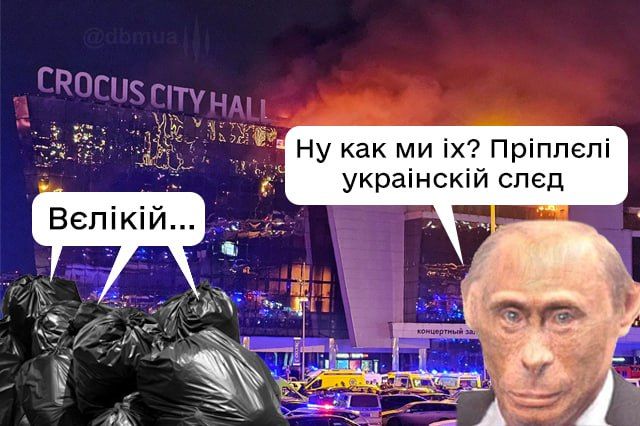 @dbmua
CROCUS CITY HALL
Ну как ми іх? Пріплєлі
украінскій слєд
Вєлікій...
концертный зал